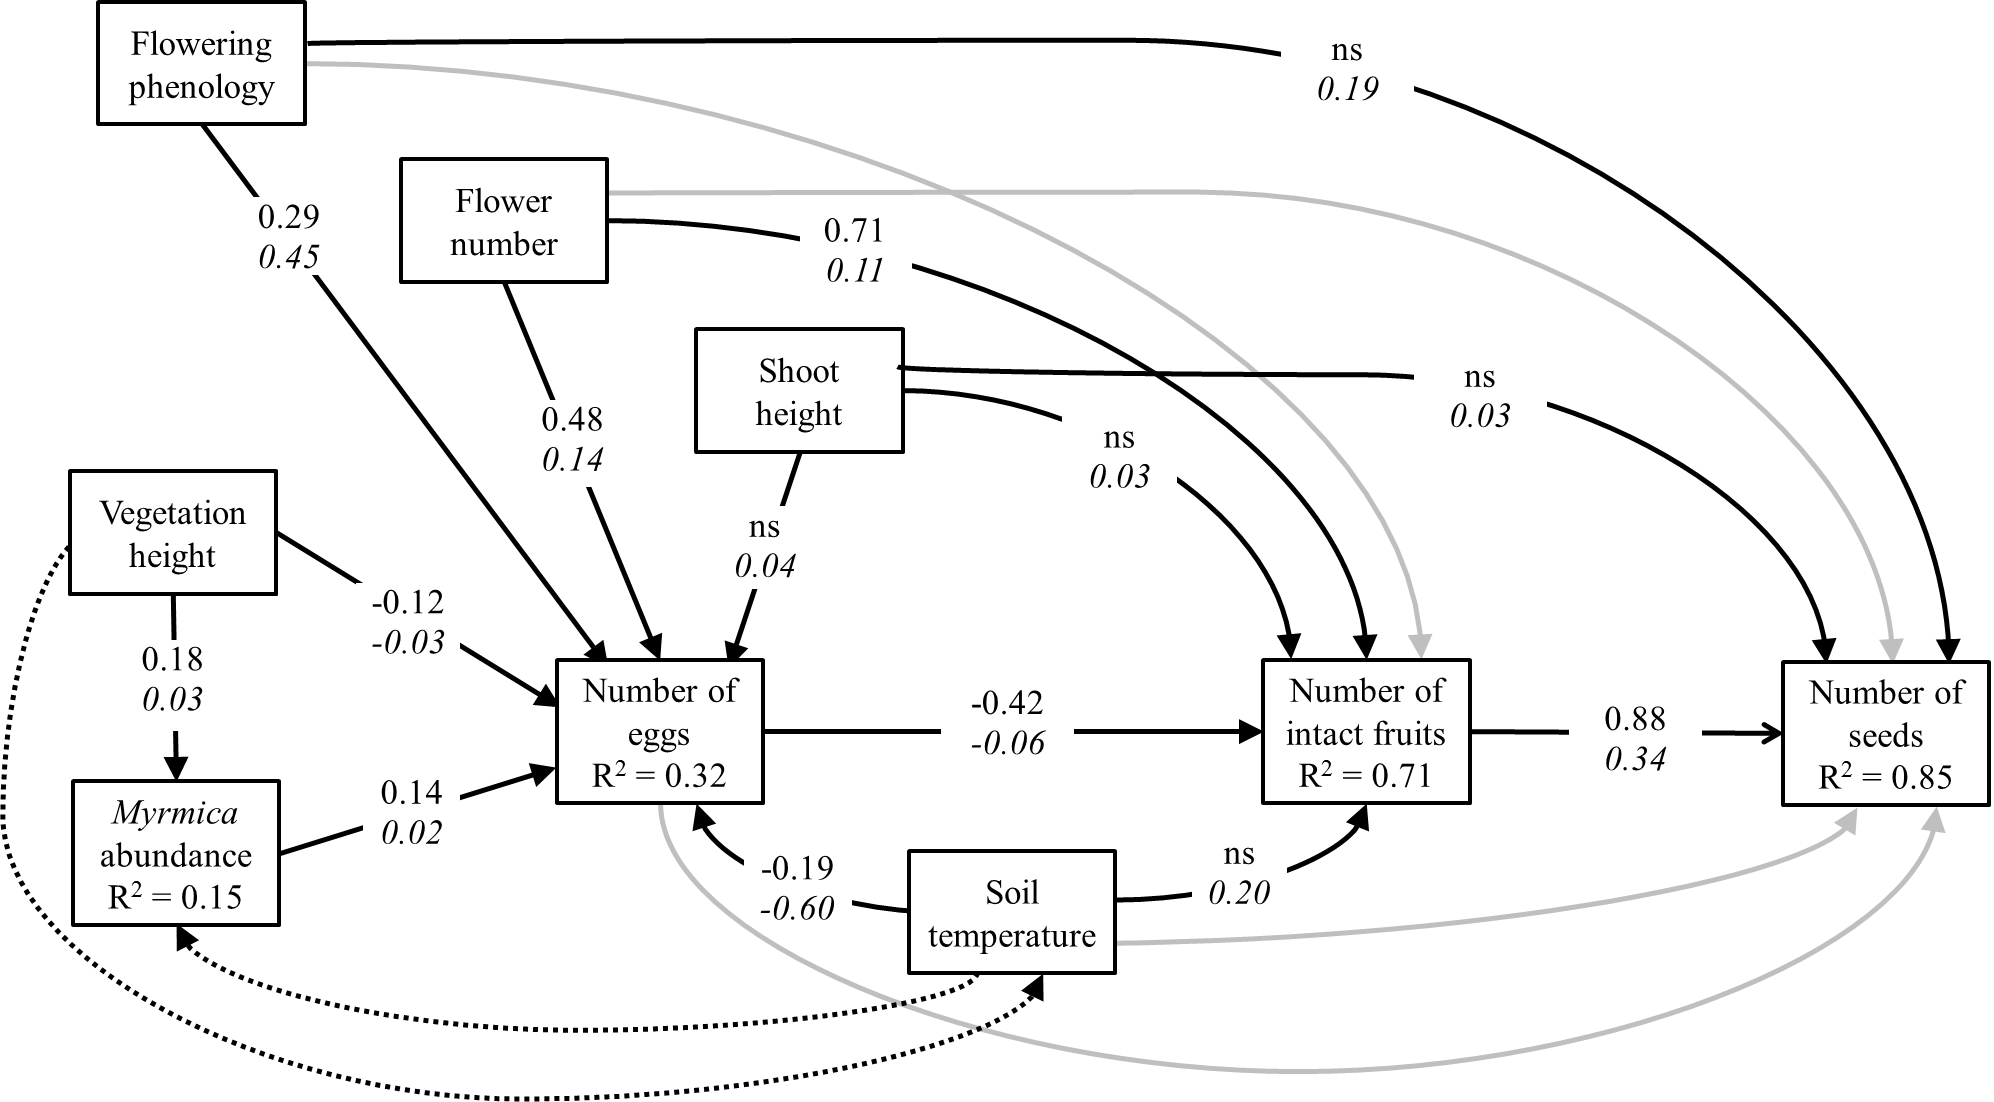 Flowering
phenology
ns
0.19
Flower
number
0.29
0.45
0.71
0.11
Shoot
height
ns
0.03
0.48
0.14
ns
0.03
Vegetation
height
ns
0.04
-0.12
-0.03
0.18
0.03
Number of
eggs
R² = 0.32
-0.42
-0.06
Number of
intact fruits
R² = 0.71
0.88
0.34
Number of
seeds
R² = 0.85
Myrmica
abundance
R² = 0.15
0.14
0.02
-0.19
-0.60
Soil
temperature
ns
0.20